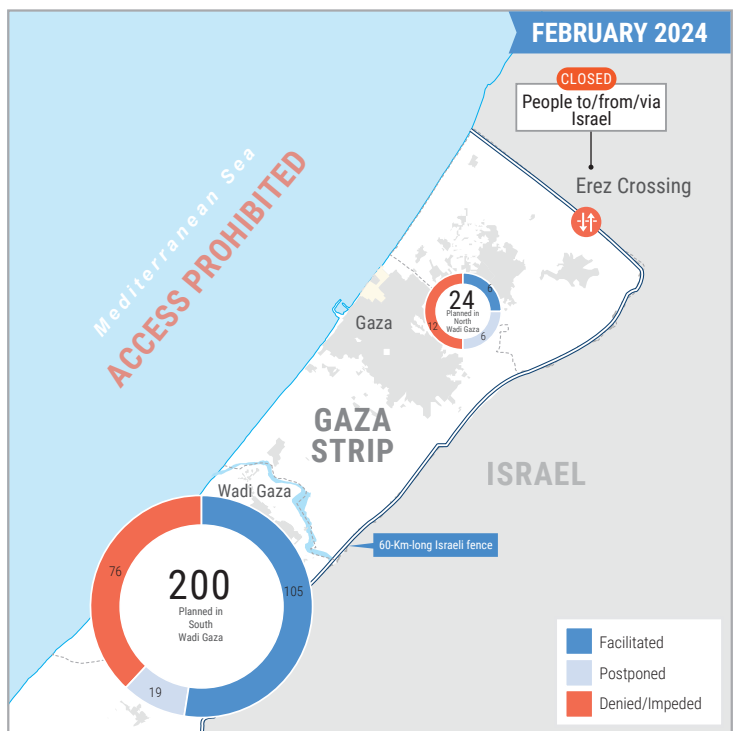 FEBRUARY 2024
CLOSED
People to/from/via
Israel
Erez Crossing
Mediterranean Sea
ACCESS PROHIBITED
24
Planned in
North
Wadi Gaza
6
6
12
Gaza
GAZA
STRIP
ISRAEL
Wadi Gaza
60-Km-long Israeli fence
200
Planned in
South
Wadi Gaza
76
105
19
Facilitated
Postponed
Denied/Impeded